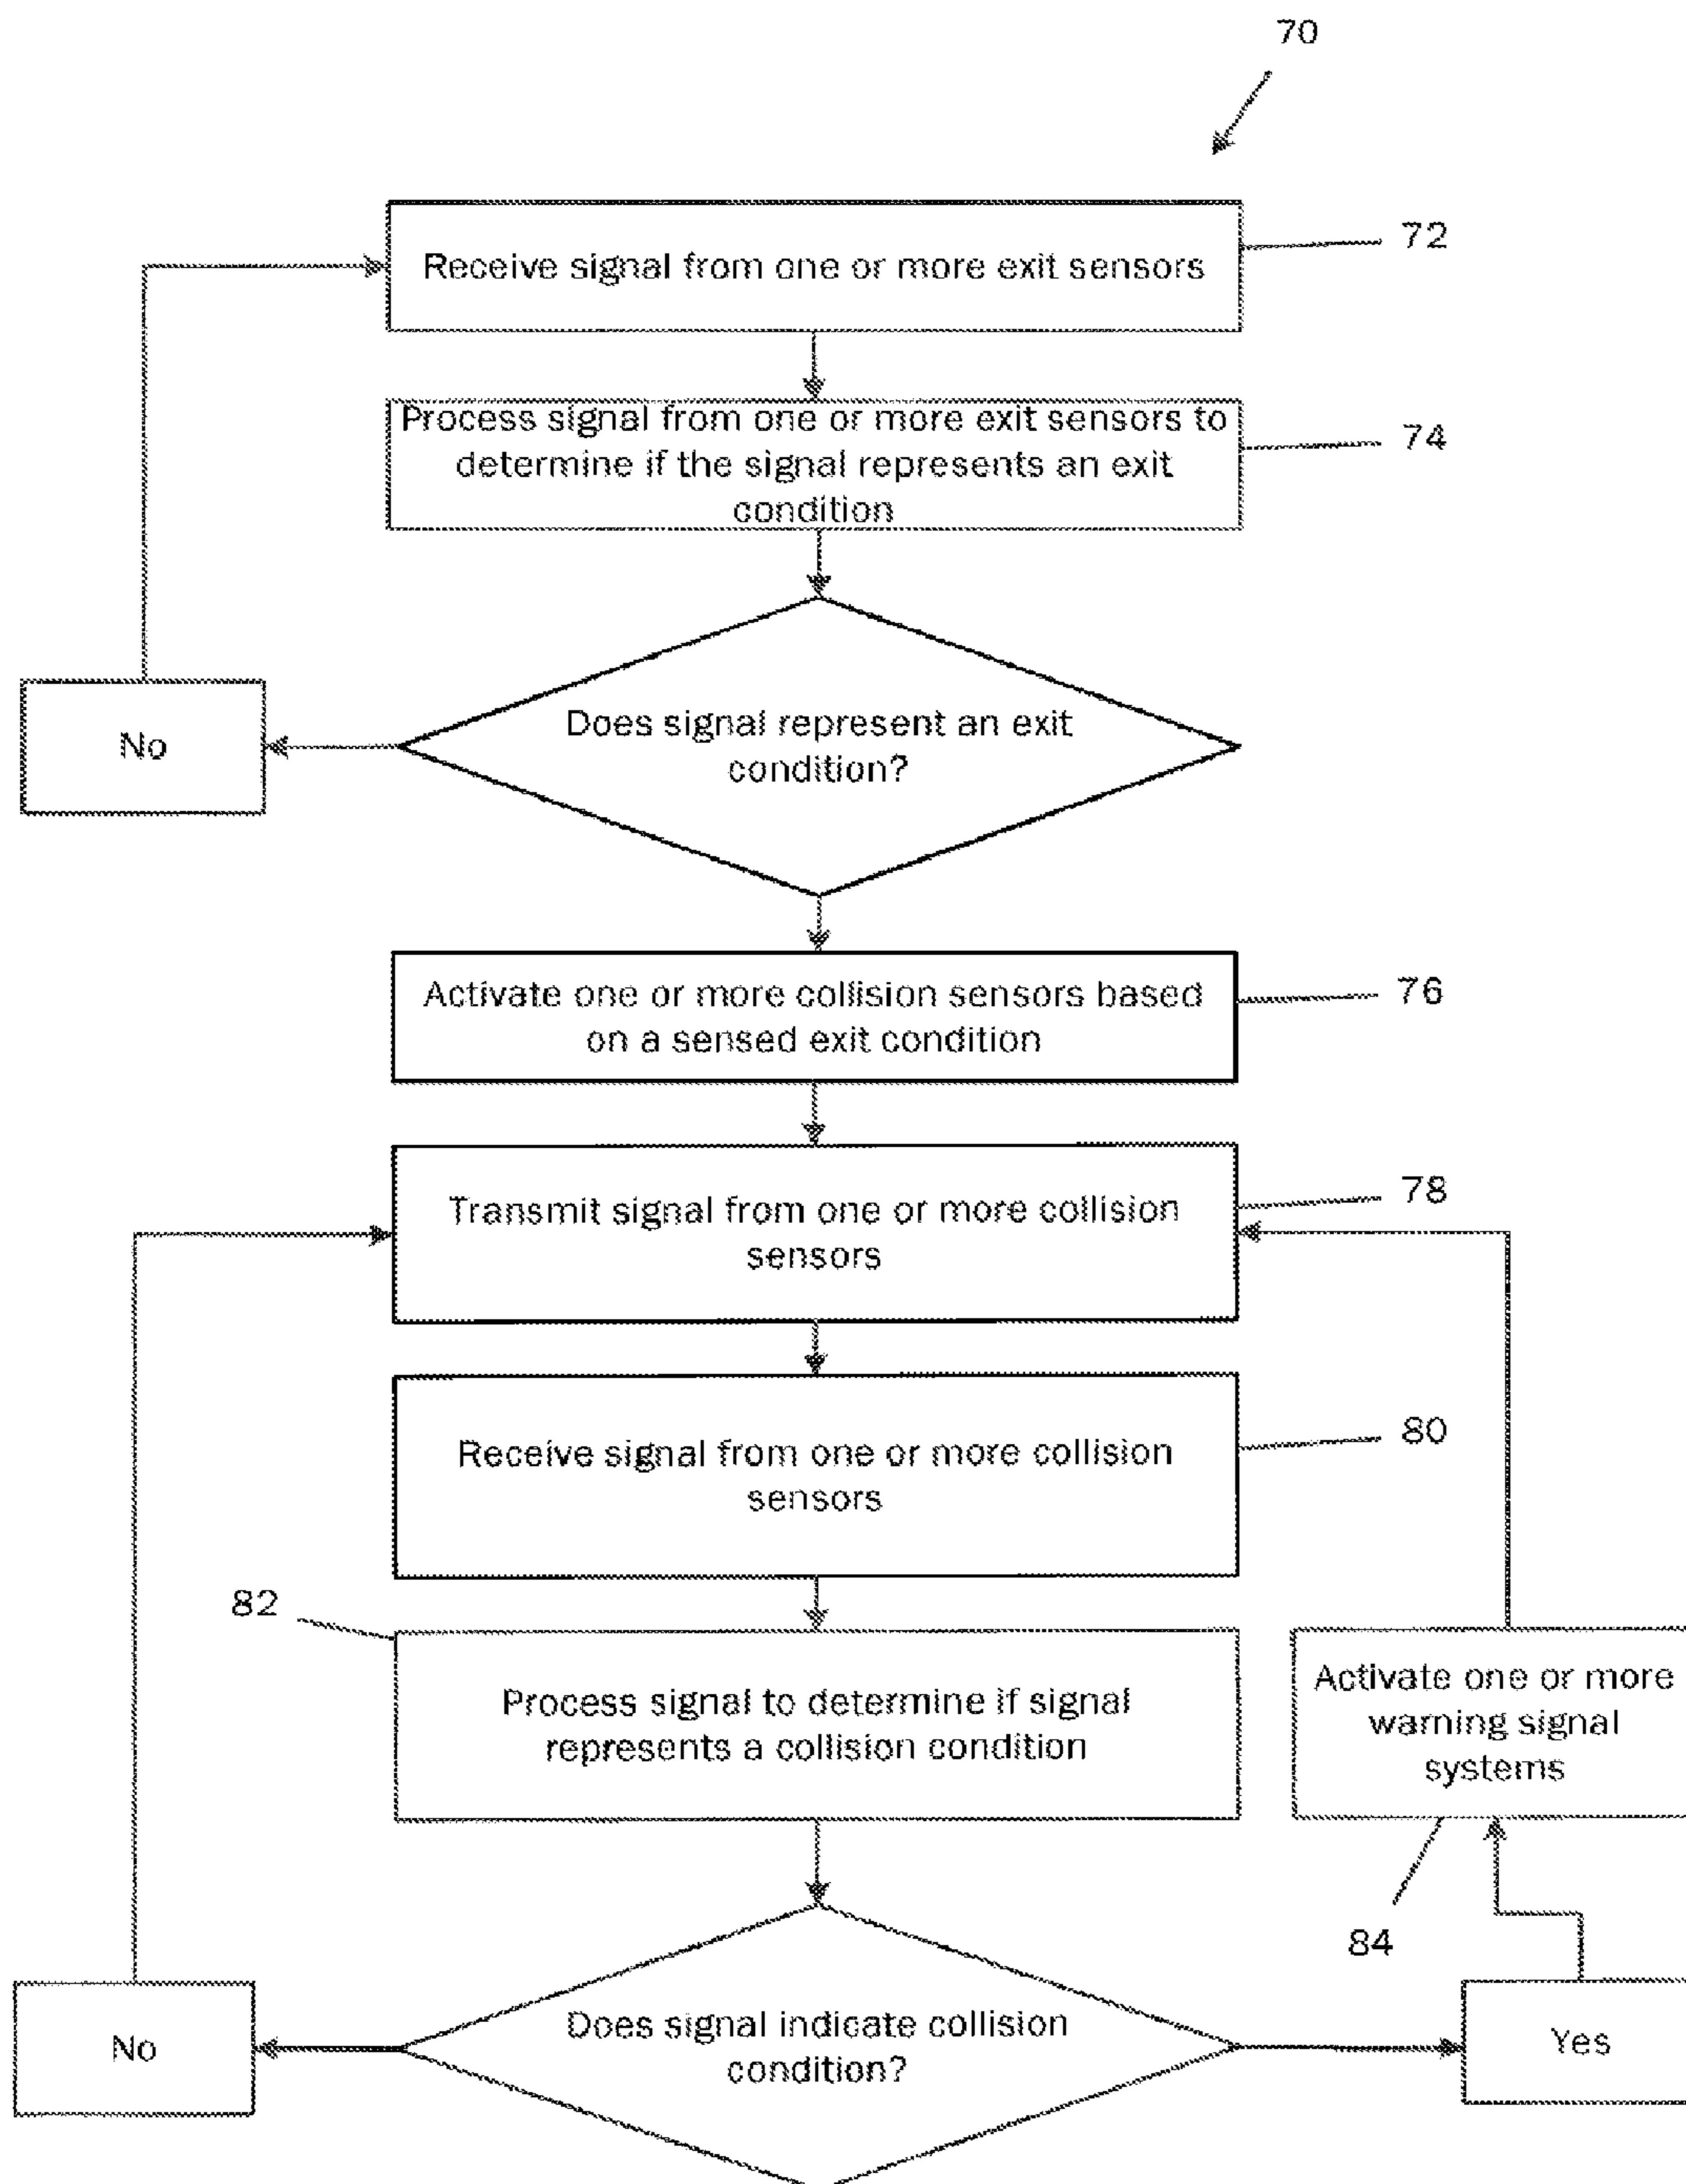 70
Receive signal from one or more exit sensors
72
Process signal from one or more exit sensors to
determine if the signal represents an exit
condition
74
Does signal represent an exit
condition?
No
Activate one or more collision sensors based
on a sensed exit condition
76
Transmit signal from one or more collision
sensors
78
Receive signal from one or more collision
sensors
80
82
Process signal to determine if signal
represents a collision condition
Activate one or more
warning signal
systems
84
Does signal indicate collision
condition?
No
Yes